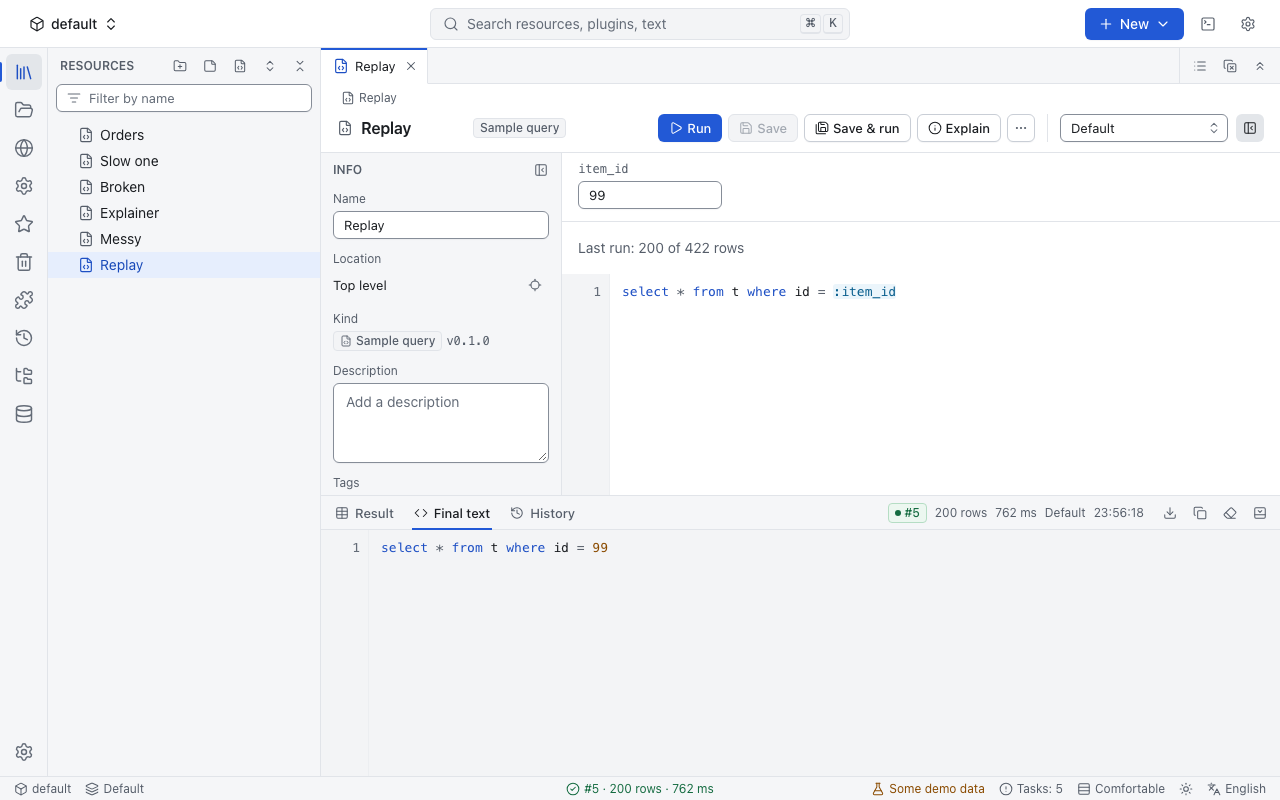 default
Search resources, plugins, text
⌘ K
New
RESOURCES
Filter by name
Orders
Slow one
Broken
Explainer
Messy
Replay
Replay
Replay
Replay
Sample query
Run
Save
Save & run
Explain
Default
INFO
Name
Replay
Location
Top level
Kind
Sample query v0.1.0
Description
Add a description
Tags
item_id
99
Last run: 200 of 422 rows
1 select * from t where id = :item_id
Result
Final text
History
#5 200 rows 762 ms Default 23:56:18
1 select * from t where id = 99
default
Default
#5 · 200 rows · 762 ms
Some demo data
Tasks: 5
Comfortable
English